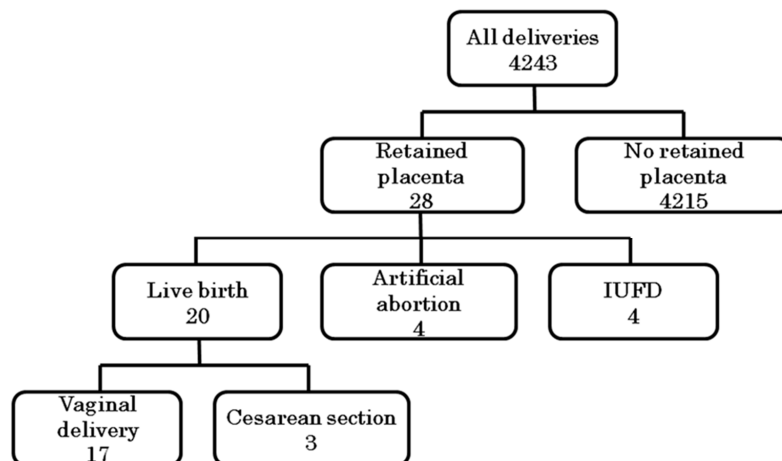 All deliveries
4243
Retained
placenta
28
No retained
placenta
4215
Live birth
20
Artificial
abortion
4
IUFD
4
Vaginal
delivery
17
Cesarean section
3